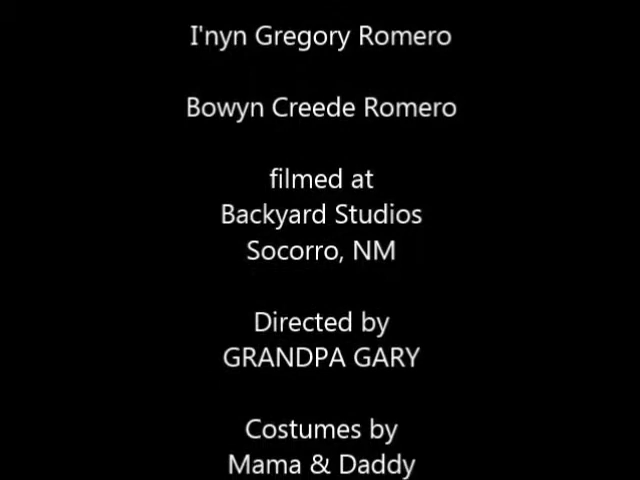 I'nyn Gregory Romero
Bowyn Creede Romero
filmed at
Backyard Studios
Socorro, NM
Directed by
GRANDPA GARY
Costumes by
Mama & Daddy